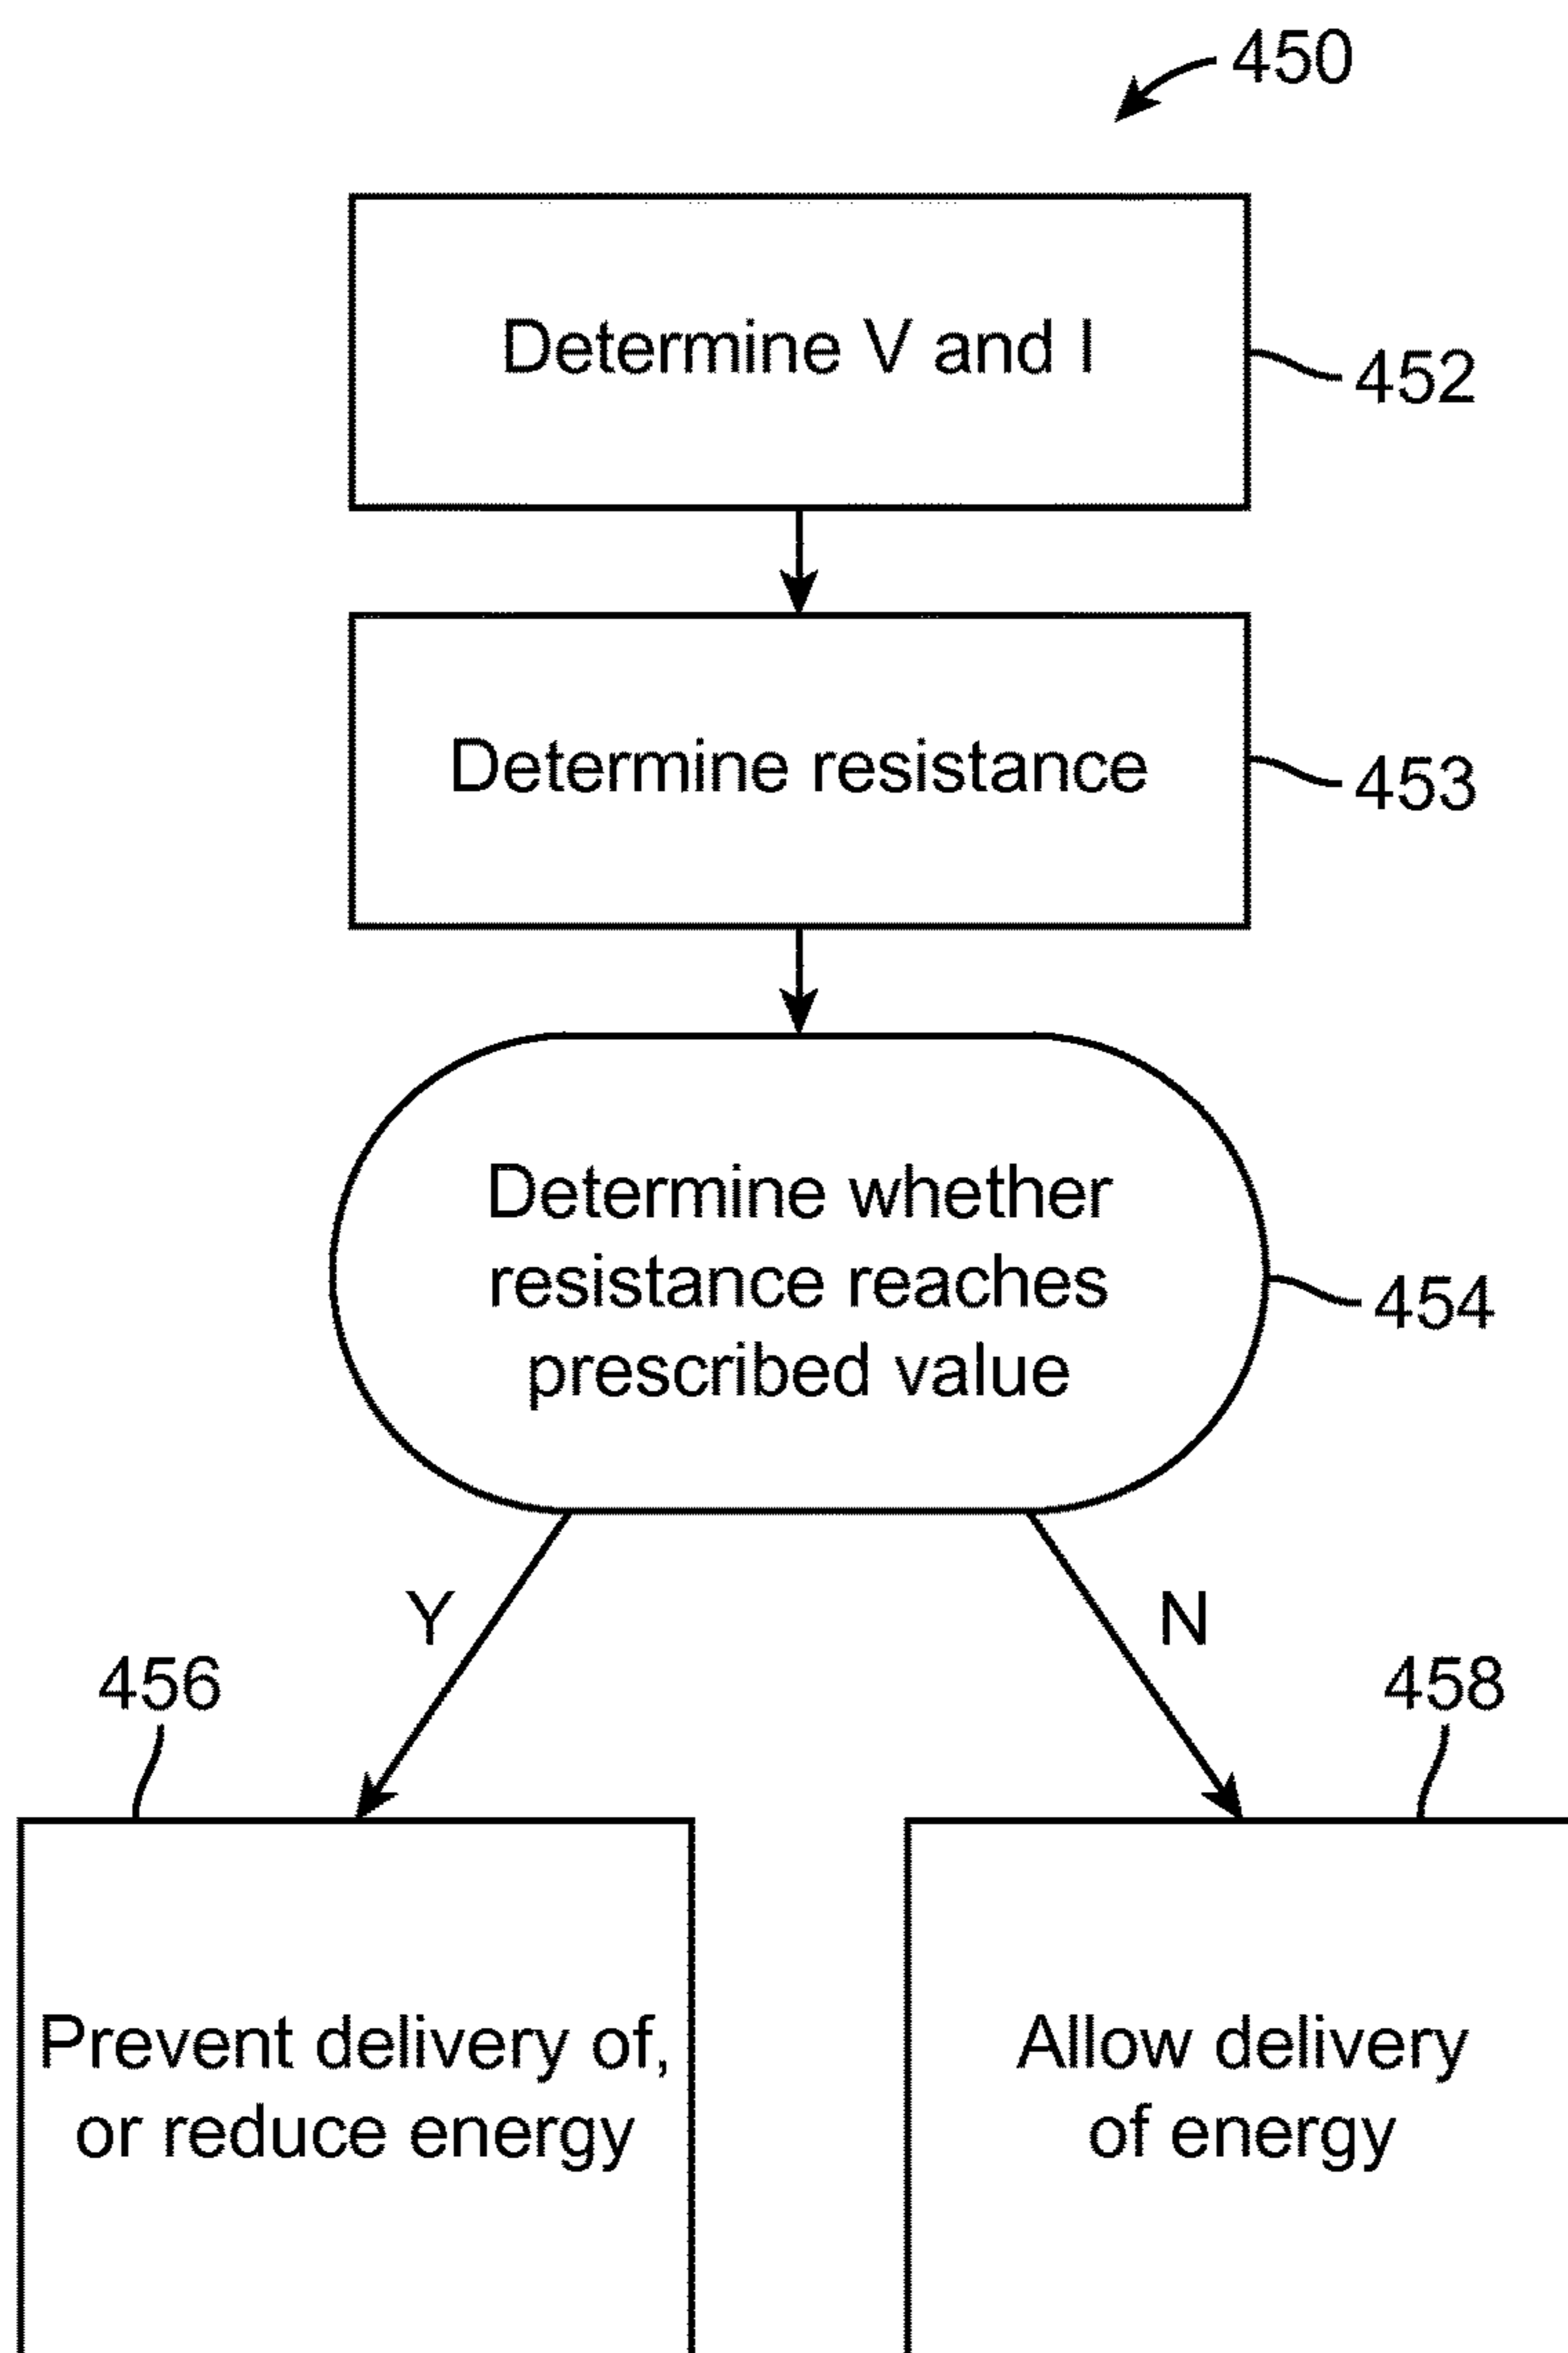 450
Determine V and I
452
Determine resistance
453
Determine whether
resistance reaches
prescribed value
454
Y
N
456
458
Prevent delivery of,
or reduce energy
Allow delivery
of energy